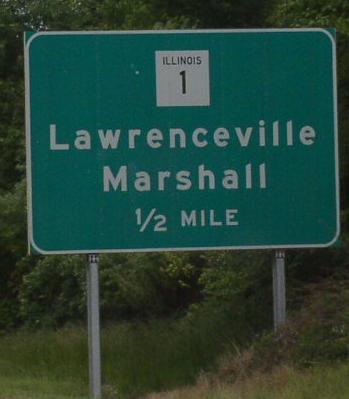 ILLINOIS
1
Lawrenceville
Marshall
1/2 MILE